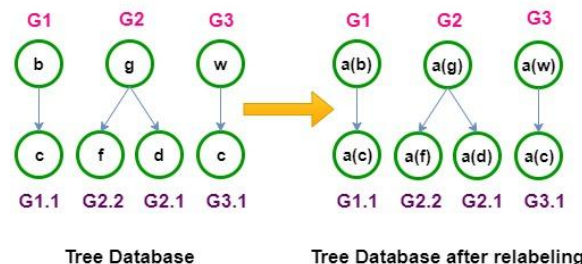 G1 G2 G3 G1 G2 G3
b g w a(b) a(g) a(w)
c f d c a(c) a(f) a(d) a(c)
G1.1 G2.2 G2.1 G3.1 G1.1 G2.2 G2.1 G3.1
Tree Database Tree Database after relabeling